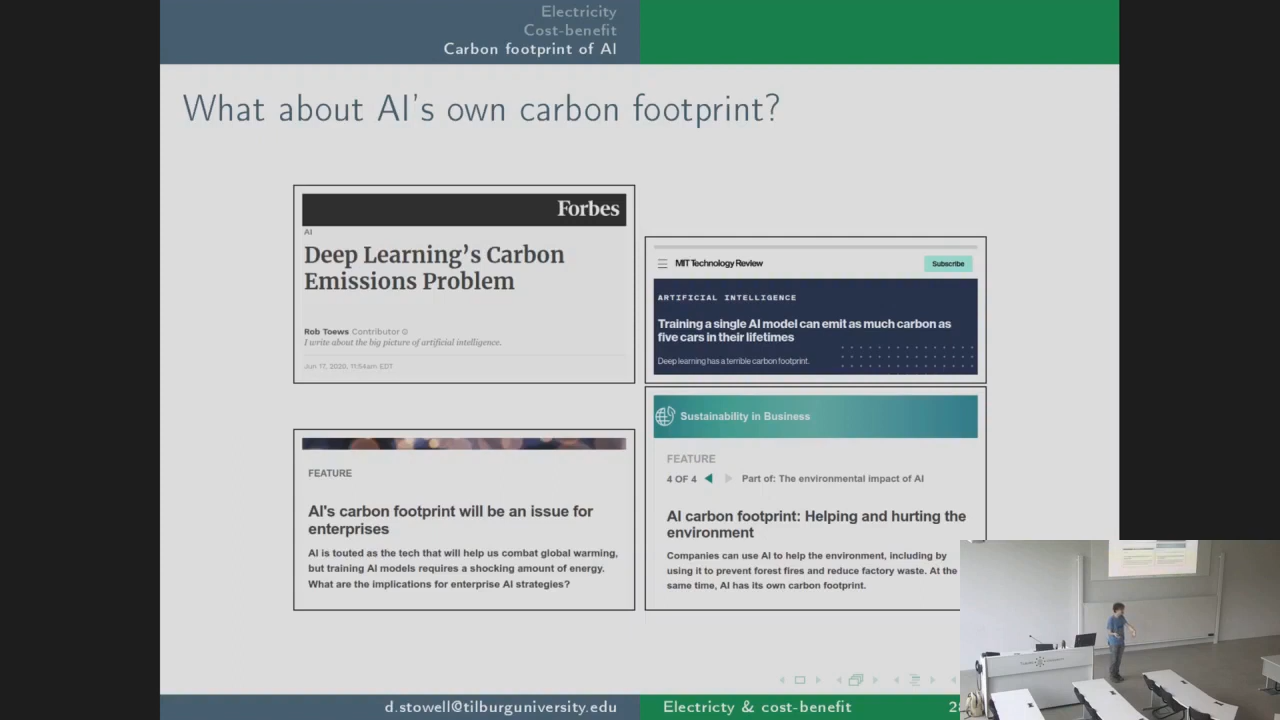 Electricity
Cost-benefit
Carbon footprint of AI
What about AI's own carbon footprint?
Forbes
AI
Deep Learning's Carbon
Emissions Problem
Rob Toews Contributor
I write about the big picture of artificial intelligence.
Jun 17, 2020, 11:54am EDT
MIT Technology Review
Subscribe
ARTIFICIAL INTELLIGENCE
Training a single AI model can emit as much carbon as
five cars in their lifetimes
Deep learning has a terrible carbon footprint.
FEATURE
AI's carbon footprint will be an issue for
enterprises
AI is touted as the tech that will help us combat global warming,
but training AI models requires a shocking amount of energy.
What are the implications for enterprise AI strategies?
Sustainability in Business
FEATURE
4 OF 4 Part of: The environmental impact of AI
AI carbon footprint: Helping and hurting the
environment
Companies can use AI to help the environment, including by
using it to prevent forest fires and reduce factory waste. At the
same time, AI has its own carbon footprint.
d.stowell@tilburguniversity.edu
Electricty & cost-benefit